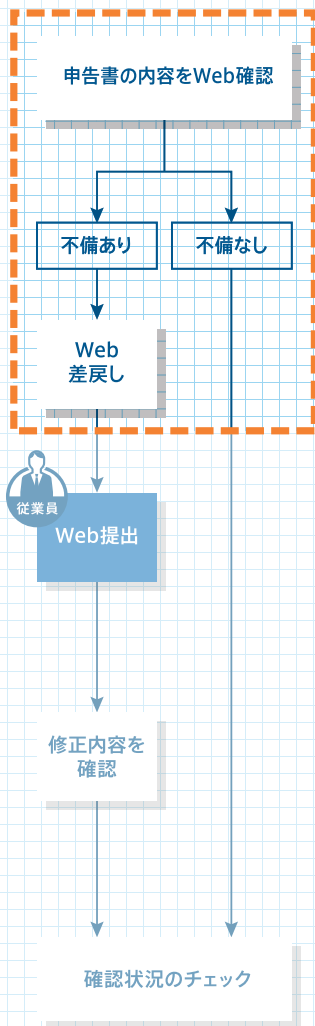 申告書の内容をWeb確認
不備あり
不備なし
Web
差戻し
従業員
Web提出
修正内容を
確認
確認状況のチェック